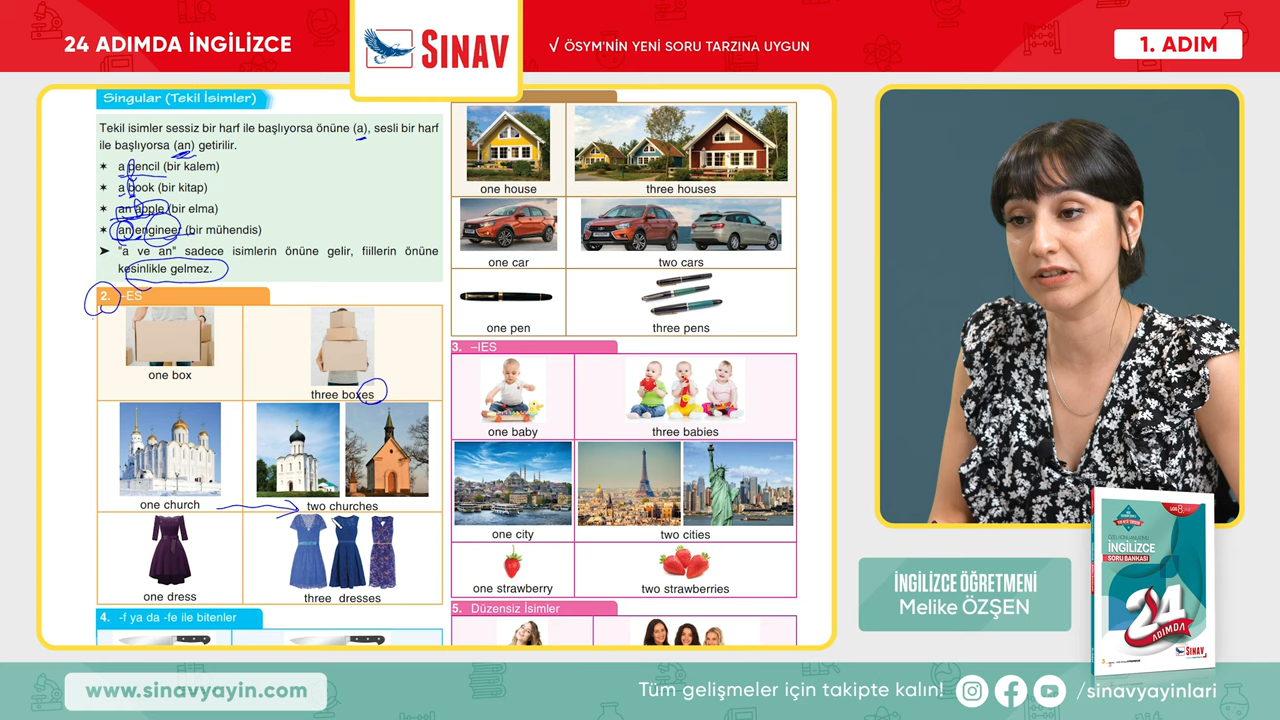 24 ADIMDA İNGİLİZCE
SINAV
√ ÖSYM'NİN YENİ SORU TARZINA UYGUN
1. ADIM
Singular (Tekil İsimler)
Tekil isimler sessiz bir harf ile başlıyorsa önüne (a), sesli bir harf
ile başlıyorsa (an) getirilir.
✶ a pencil (bir kalem)
✶ a book (bir kitap)
✶ an apple (bir elma)
✶ an engineer (bir mühendis)
➤ "a ve an" sadece isimlerin önüne gelir, fiillerin önüne
kesinlikle gelmez.
2. -ES
one box
three boxes
one church
two churches
one dress
three dresses
4. -f ya da -fe ile bitenler
one house
three houses
one car
two cars
one pen
three pens
3. –IES
one baby
three babies
one city
two cities
one strawberry
two strawberries
5. Düzensiz İsimler
İNGİLİZCE ÖĞRETMENİ
Melike ÖZŞEN
İNGİLİZCE
SORU BANKASI
24
ADIMDA
SINAV
www.sinavyayin.com
Tüm gelişmeler için takipte kalın!
/sinavyayinlari